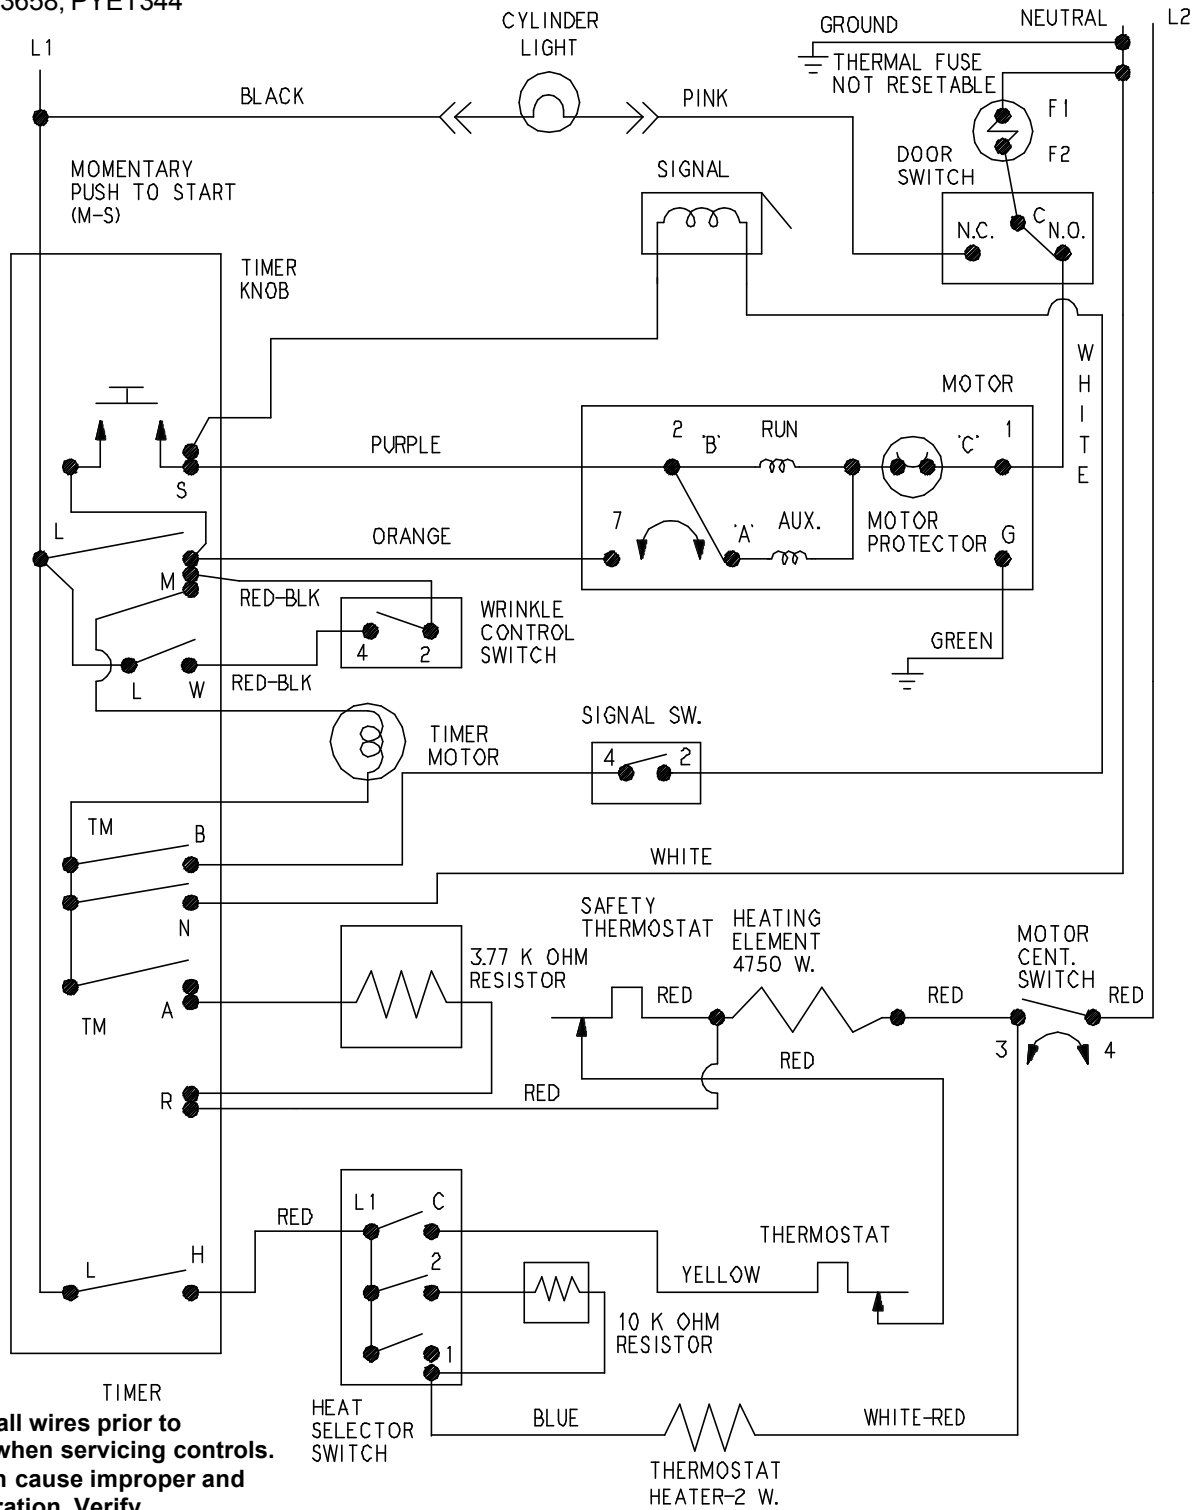 3658, PYET344
L1
CYLINDER
LIGHT
GROUND
NEUTRAL
L2
THERMAL FUSE
NOT RESETABLE
BLACK
PINK
F1
F2
DOOR
SWITCH
MOMENTARY
PUSH TO START
(M-S)
SIGNAL
C
N.C.
N.O.
TIMER
KNOB
WHITE
MOTOR
PURPLE
2
'B'
RUN
'C'
1
S
L
ORANGE
7
'A'
AUX.
MOTOR
PROTECTOR
G
M
RED-BLK
WRINKLE
CONTROL
SWITCH
4
2
GREEN
L
W
RED-BLK
SIGNAL SW.
TIMER
MOTOR
4
2
TM
B
WHITE
N
SAFETY
THERMOSTAT
HEATING
ELEMENT
4750 W.
MOTOR
CENT.
SWITCH
3.77 K OHM
RESISTOR
RED
RED
RED
A
TM
3
4
RED
R
RED
L1
C
RED
THERMOSTAT
L
H
2
YELLOW
10 K OHM
RESISTOR
1
TIMER
HEAT
SELECTOR
SWITCH
BLUE
WHITE-RED
THERMOSTAT
HEATER-2 W.
all wires prior to
when servicing controls.
n cause improper and
ration. Verify